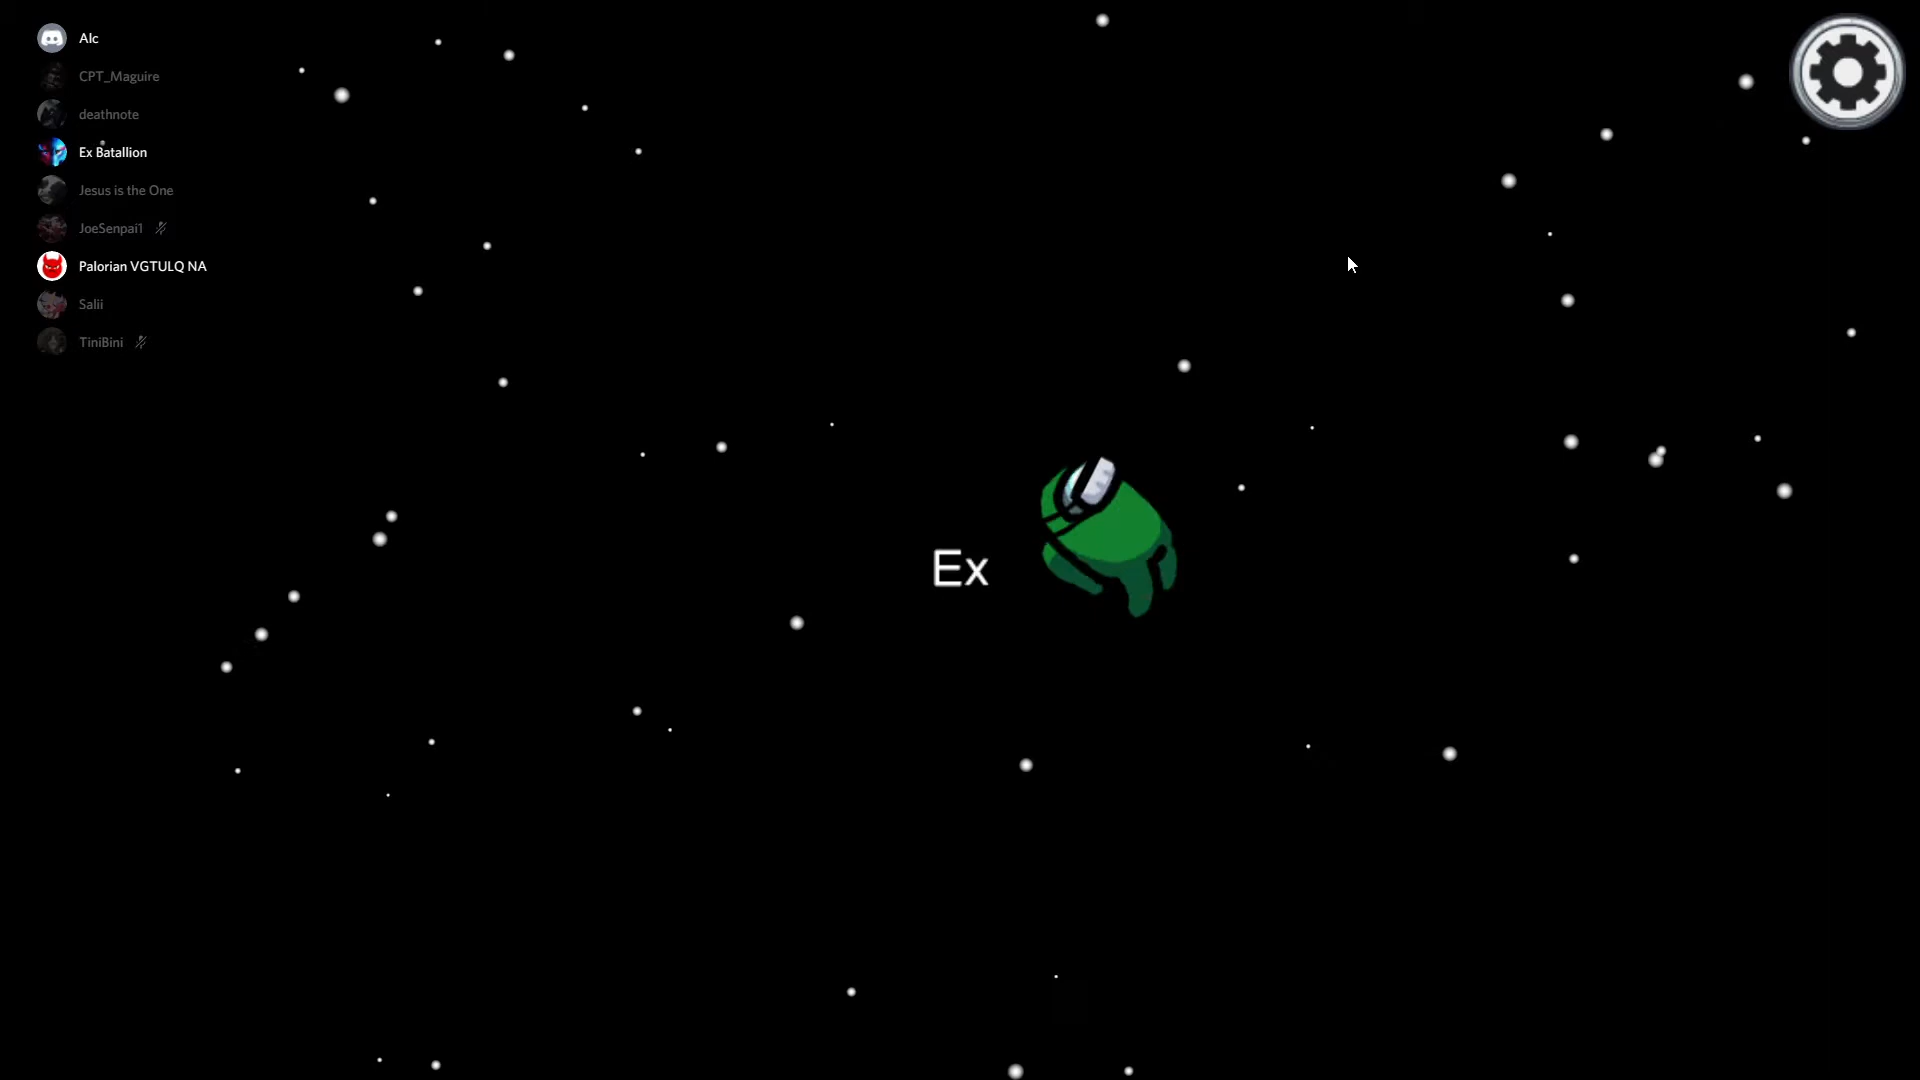 Alc
CPT_Maguire
deathnote
Ex Batallion
Jesus is the One
JoeSenpai1
Palorian VGTULQ NA
Salii
TiniBini
Ex